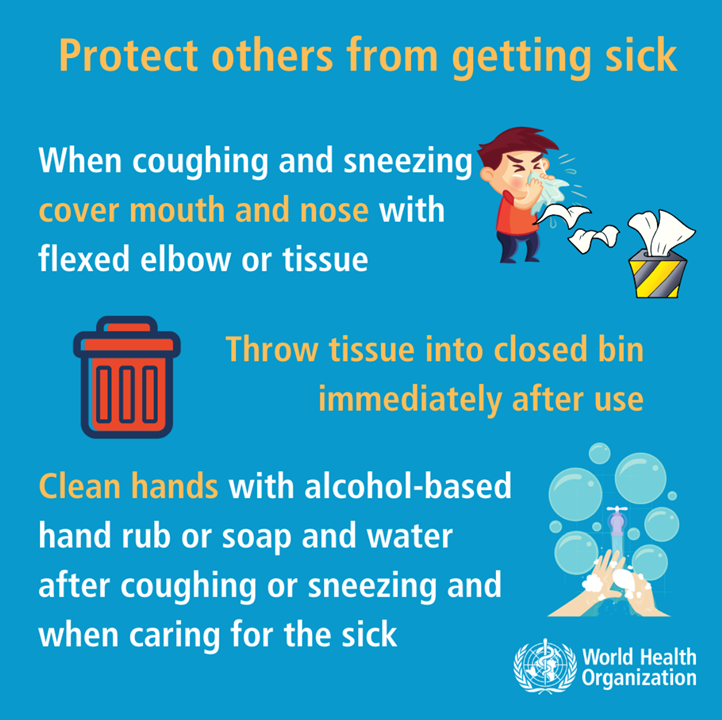 Protect others from getting sick
When coughing and sneezing
cover mouth and nose with
flexed elbow or tissue
Throw tissue into closed bin
immediately after use
Clean hands with alcohol-based
hand rub or soap and water
after coughing or sneezing and
when caring for the sick
World Health
Organization